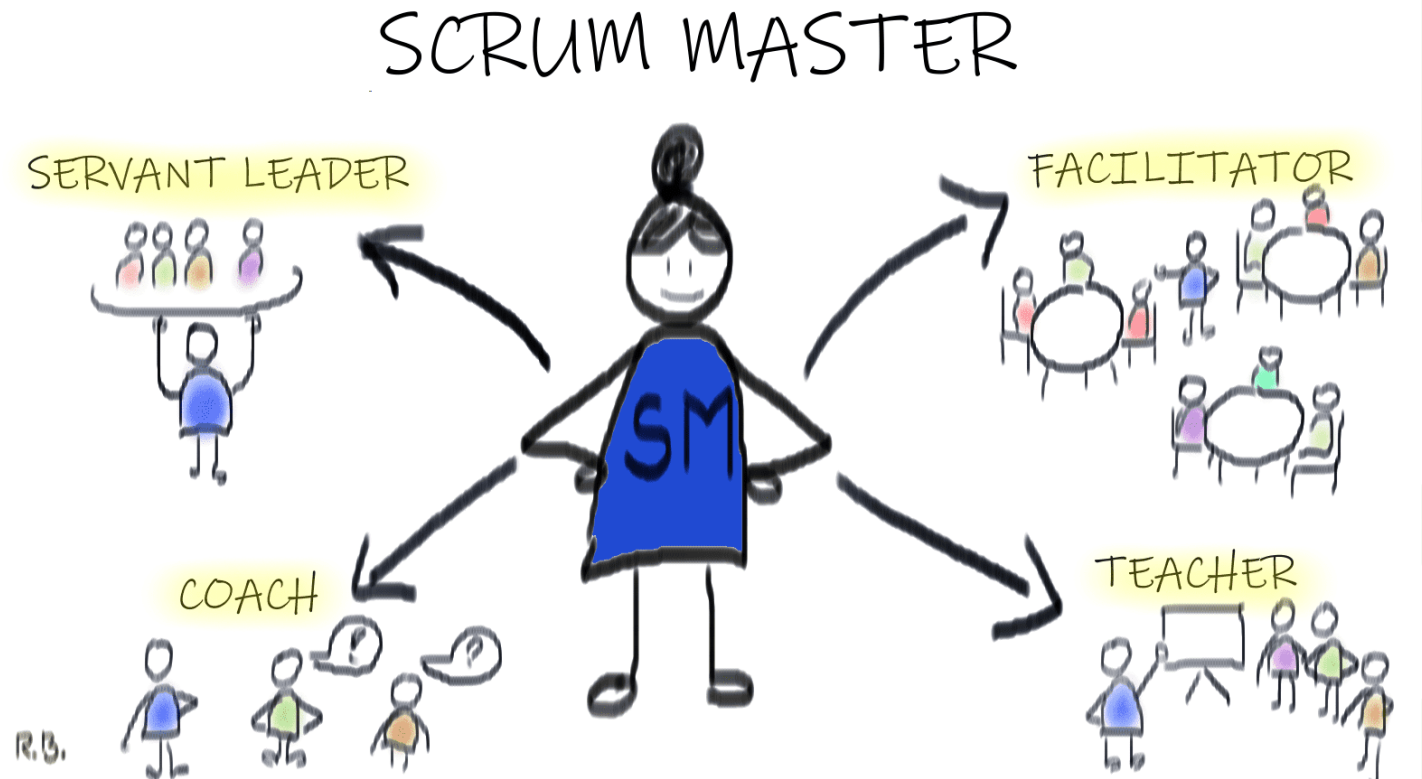 SCRUM MASTER
SERVANT LEADER
FACILITATOR
SM
COACH
TEACHER
!
?
R.B.